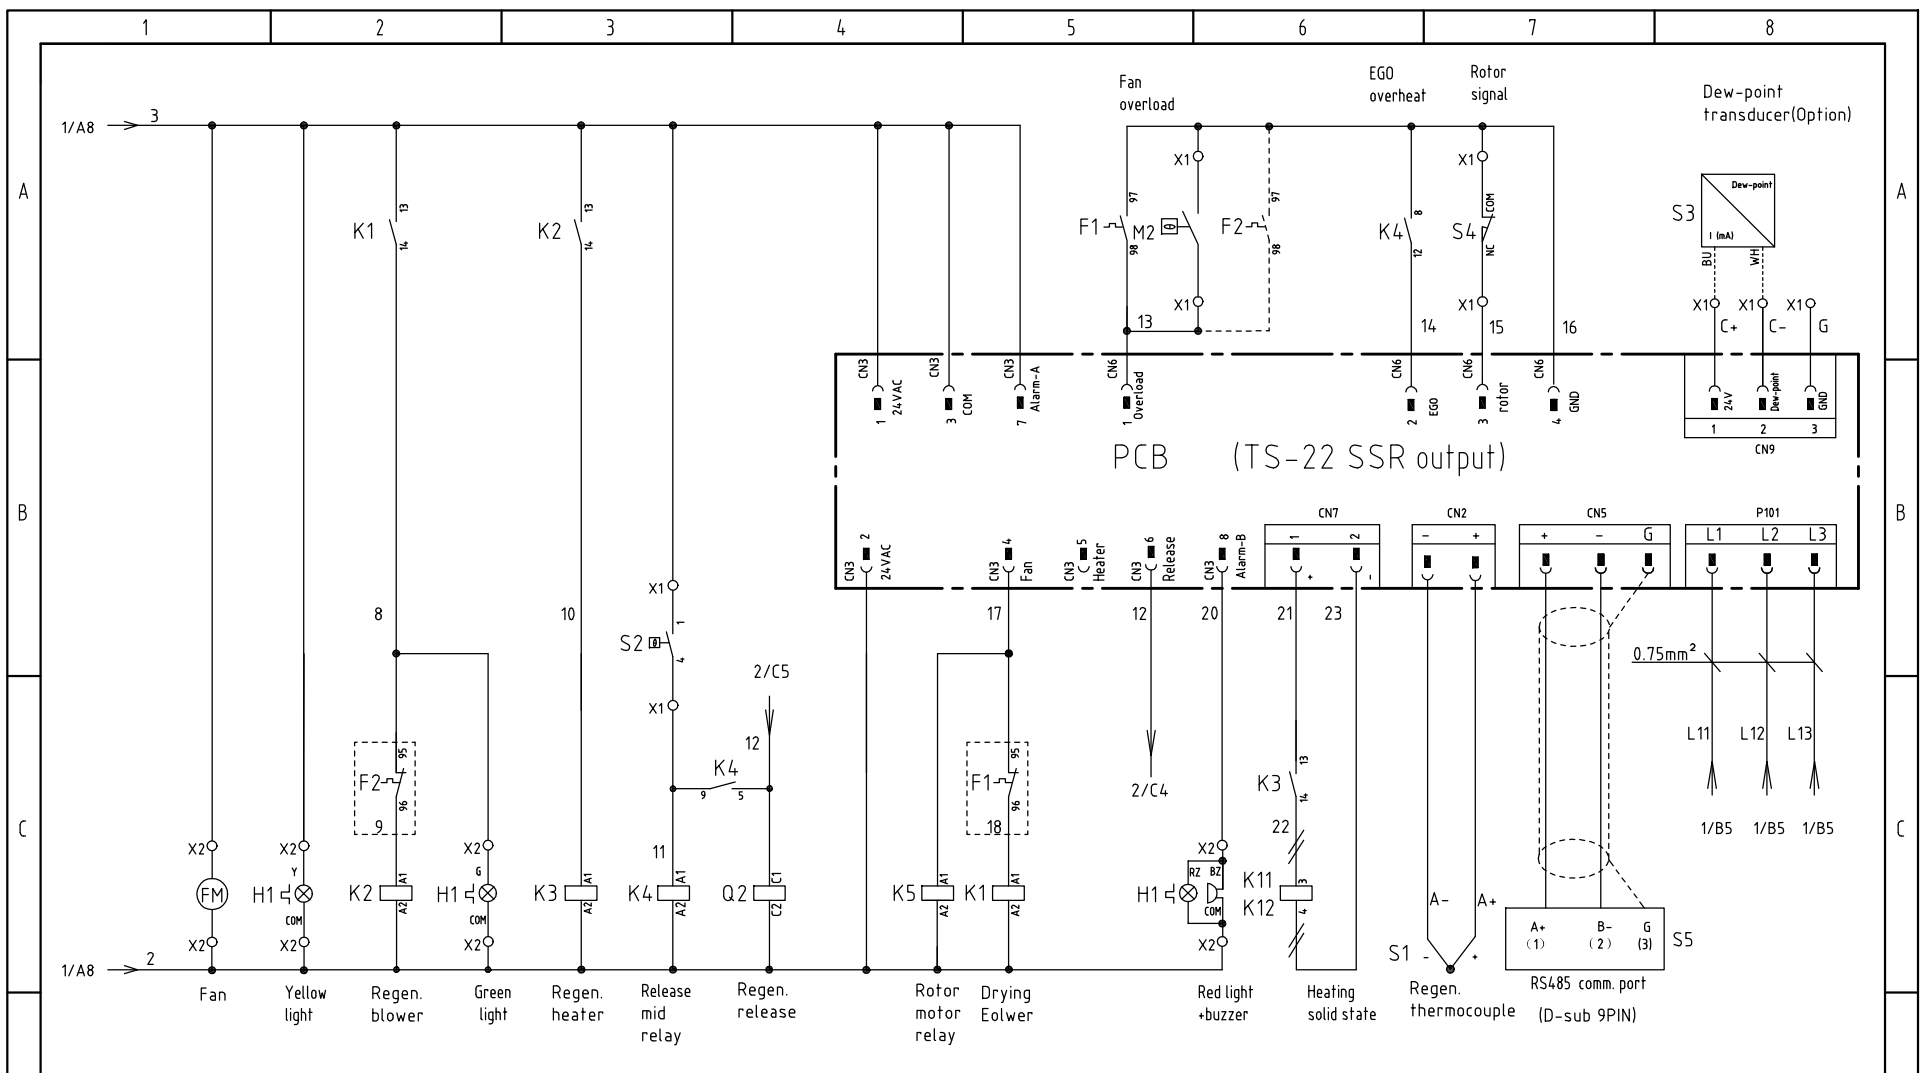 1 2 3 4 5 6 7 8
Fan
overload
EGO
overheat
Rotor
signal
Dew-point
transducer(Option)
1/A8 3
A A
X1 X1
Dew-point
S3
I (mA)
BU WH
K1 13 14
K2 13 14
F1 97 98
M2 θ
F2 97 98
K4 8 12
S4 COM NC
X1 X1 X1 X1 X1
C+ C- G
13 14 15 16
CN3 1 24VAC
CN3 3 COM
CN3 7 Alarm-A
CN6 1 Overload
CN6 2 EGO
CN6 3 rotor
CN6 4 GND
24V Dew-point GND
1 2 3
CN9
PCB (TS-22 SSR output)
B B
CN3 2 24VAC
CN3 4 Fan
CN3 5 Heater
CN3 6 Release
CN3 8 Alarm-B
CN7
1 2
+ -
CN2
- +
CN5
+ - G
P101
L1 L2 L3
8 10 17 12 20 21 23
X1
S2 θ 1 4
X1
0.75mm²
2/C5
12
K4
9 5
F2 95 96
9
F1 95 96
18
2/C4
K3 13 14
22
L11 L12 L13
1/B5 1/B5 1/B5
C C
11
X2 X2 X2 X2
FM
H1 Y COM
K2 A1 A2
H1 G COM
K3 A1 A2
K4 A1 A2
Q2 C1 C2
K5 A1 A2
K1 A1 A2
H1 RZ BZ COM
K11
K12
3 4
A- A+
S1 - +
A+ B- G
(1) (2) (3)
S5
X2 X2 X2 X2
1/A8 2
RS485 comm. port
(D-sub 9PIN)
Fan
Yellow
light
Regen.
blower
Green
light
Regen.
heater
Release
mid
relay
Regen.
release
Rotor
motor
relay
Drying
Eolwer
Red light
+buzzer
Heating
solid state
Regen.
thermocouple